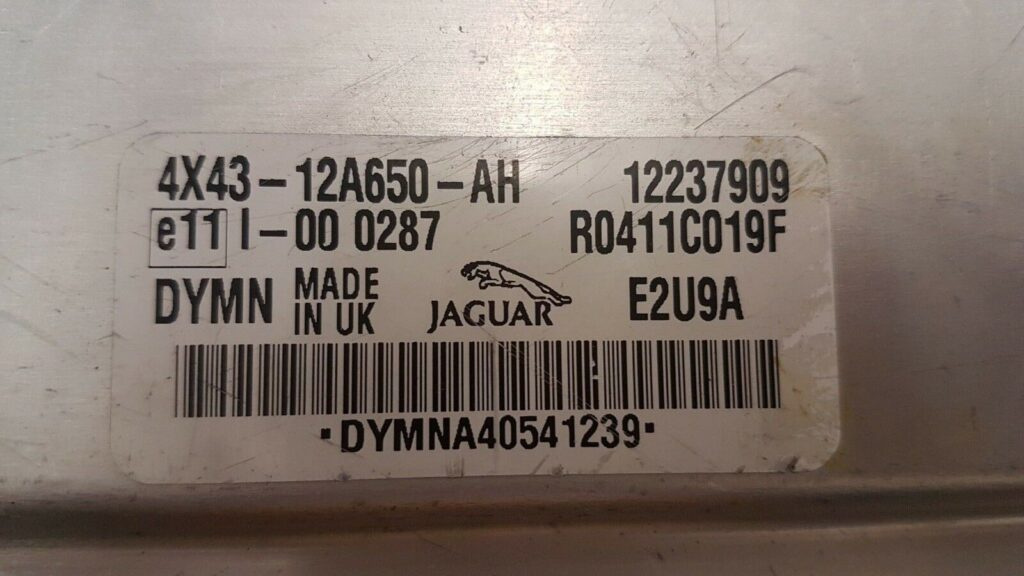 4X43-12A650-AH 12237909
e11 I-00 0287 R0411C019F
DYMN MADE IN UK JAGUAR E2U9A
·DYMNA40541239·